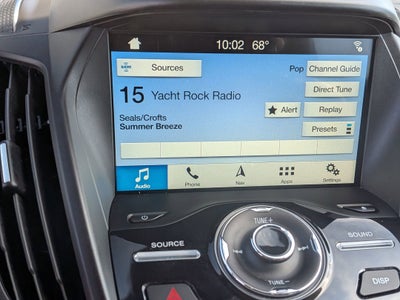 10:02 68°
Sources Pop Channel Guide
Direct Tune
15 Yacht Rock Radio
Alert Replay
Seals/Crofts
Summer Breeze Presets
Audio Phone Nav Apps Settings
TUNE+
SOURCE SOUND
TUNE- DISP